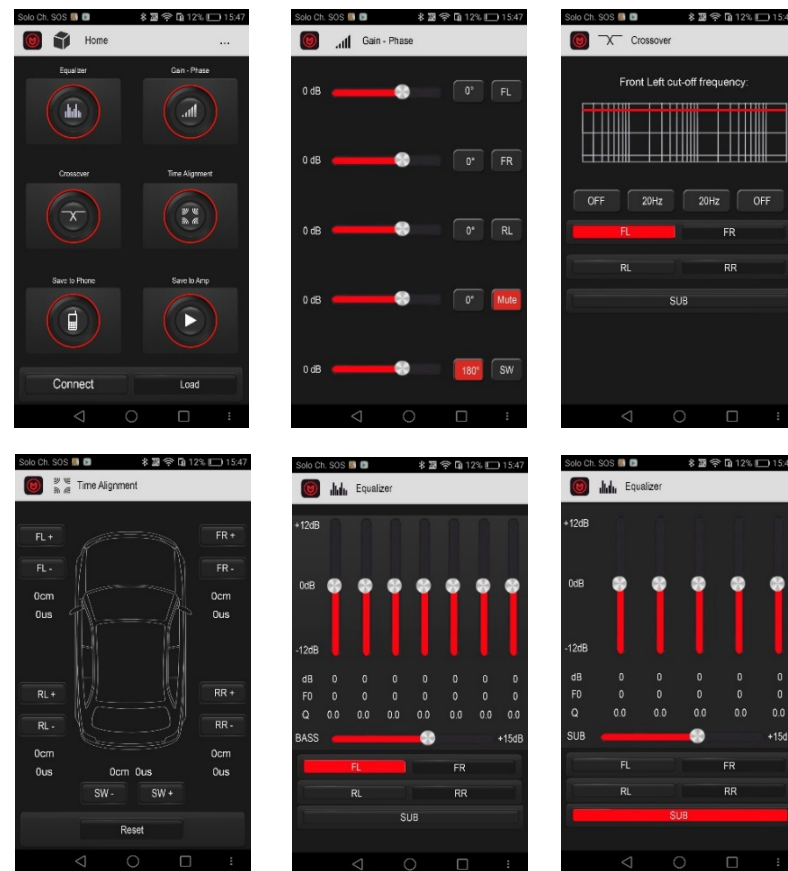 Solo Ch. SOS 12% 15:47
Home ...
Equalizer Gain - Phase
Crossover Time Alignment
Save to Phone Save to Amp
Connect Load
Solo Ch. SOS 12% 15:47
Gain - Phase
0 dB 0° FL
0 dB 0° FR
0 dB 0° RL
0 dB 0° Mute
0 dB 180° SW
Solo Ch. SOS 12% 15:4
Crossover
Front Left cut-off frequency:
OFF 20Hz 20Hz OFF
FL FR
RL RR
SUB
Solo Ch. SOS 12% 15:47
Time Alignment
FL + FR +
FL - FR -
0cm 0cm
0us 0us
RL + RR +
RL - RR -
0cm 0cm
0us 0cm 0us 0us
SW - SW +
Reset
Solo Ch. SOS 12% 15:47
Equalizer
+12dB
0dB
-12dB
dB 0 0 0 0 0 0 0
F0 0 0 0 0 0 0 0
Q 0.0 0.0 0.0 0.0 0.0 0.0 0.0
BASS +15dB
FL FR
RL RR
SUB
Solo Ch. SOS 12% 15:4
Equalizer
+12dB
0dB
-12dB
dB 0 0 0 0 0
F0 0 0 0 0 0
Q 0.0 0.0 0.0 0.0 0.0
SUB +15d
FL FR
RL RR
SUB